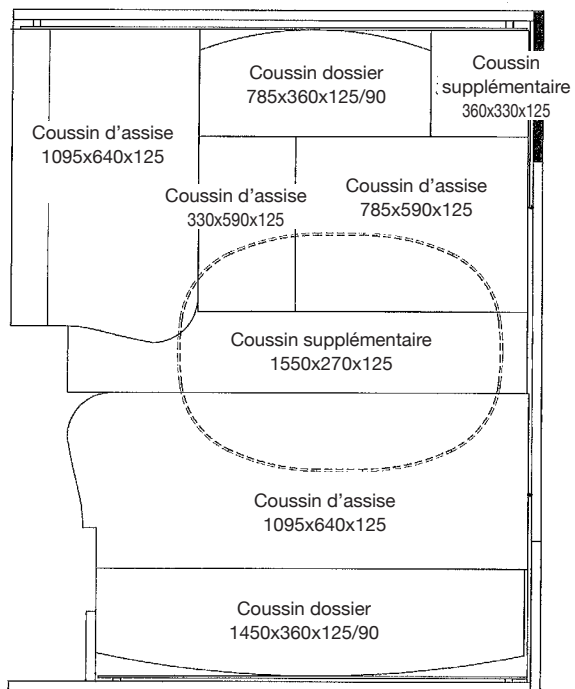 Coussin dossier
785x360x125/90
Coussin
supplémentaire
360x330x125
Coussin d'assise
1095x640x125
Coussin d'assise
330x590x125
Coussin d'assise
785x590x125
Coussin supplémentaire
1550x270x125
Coussin d'assise
1095x640x125
Coussin dossier
1450x360x125/90